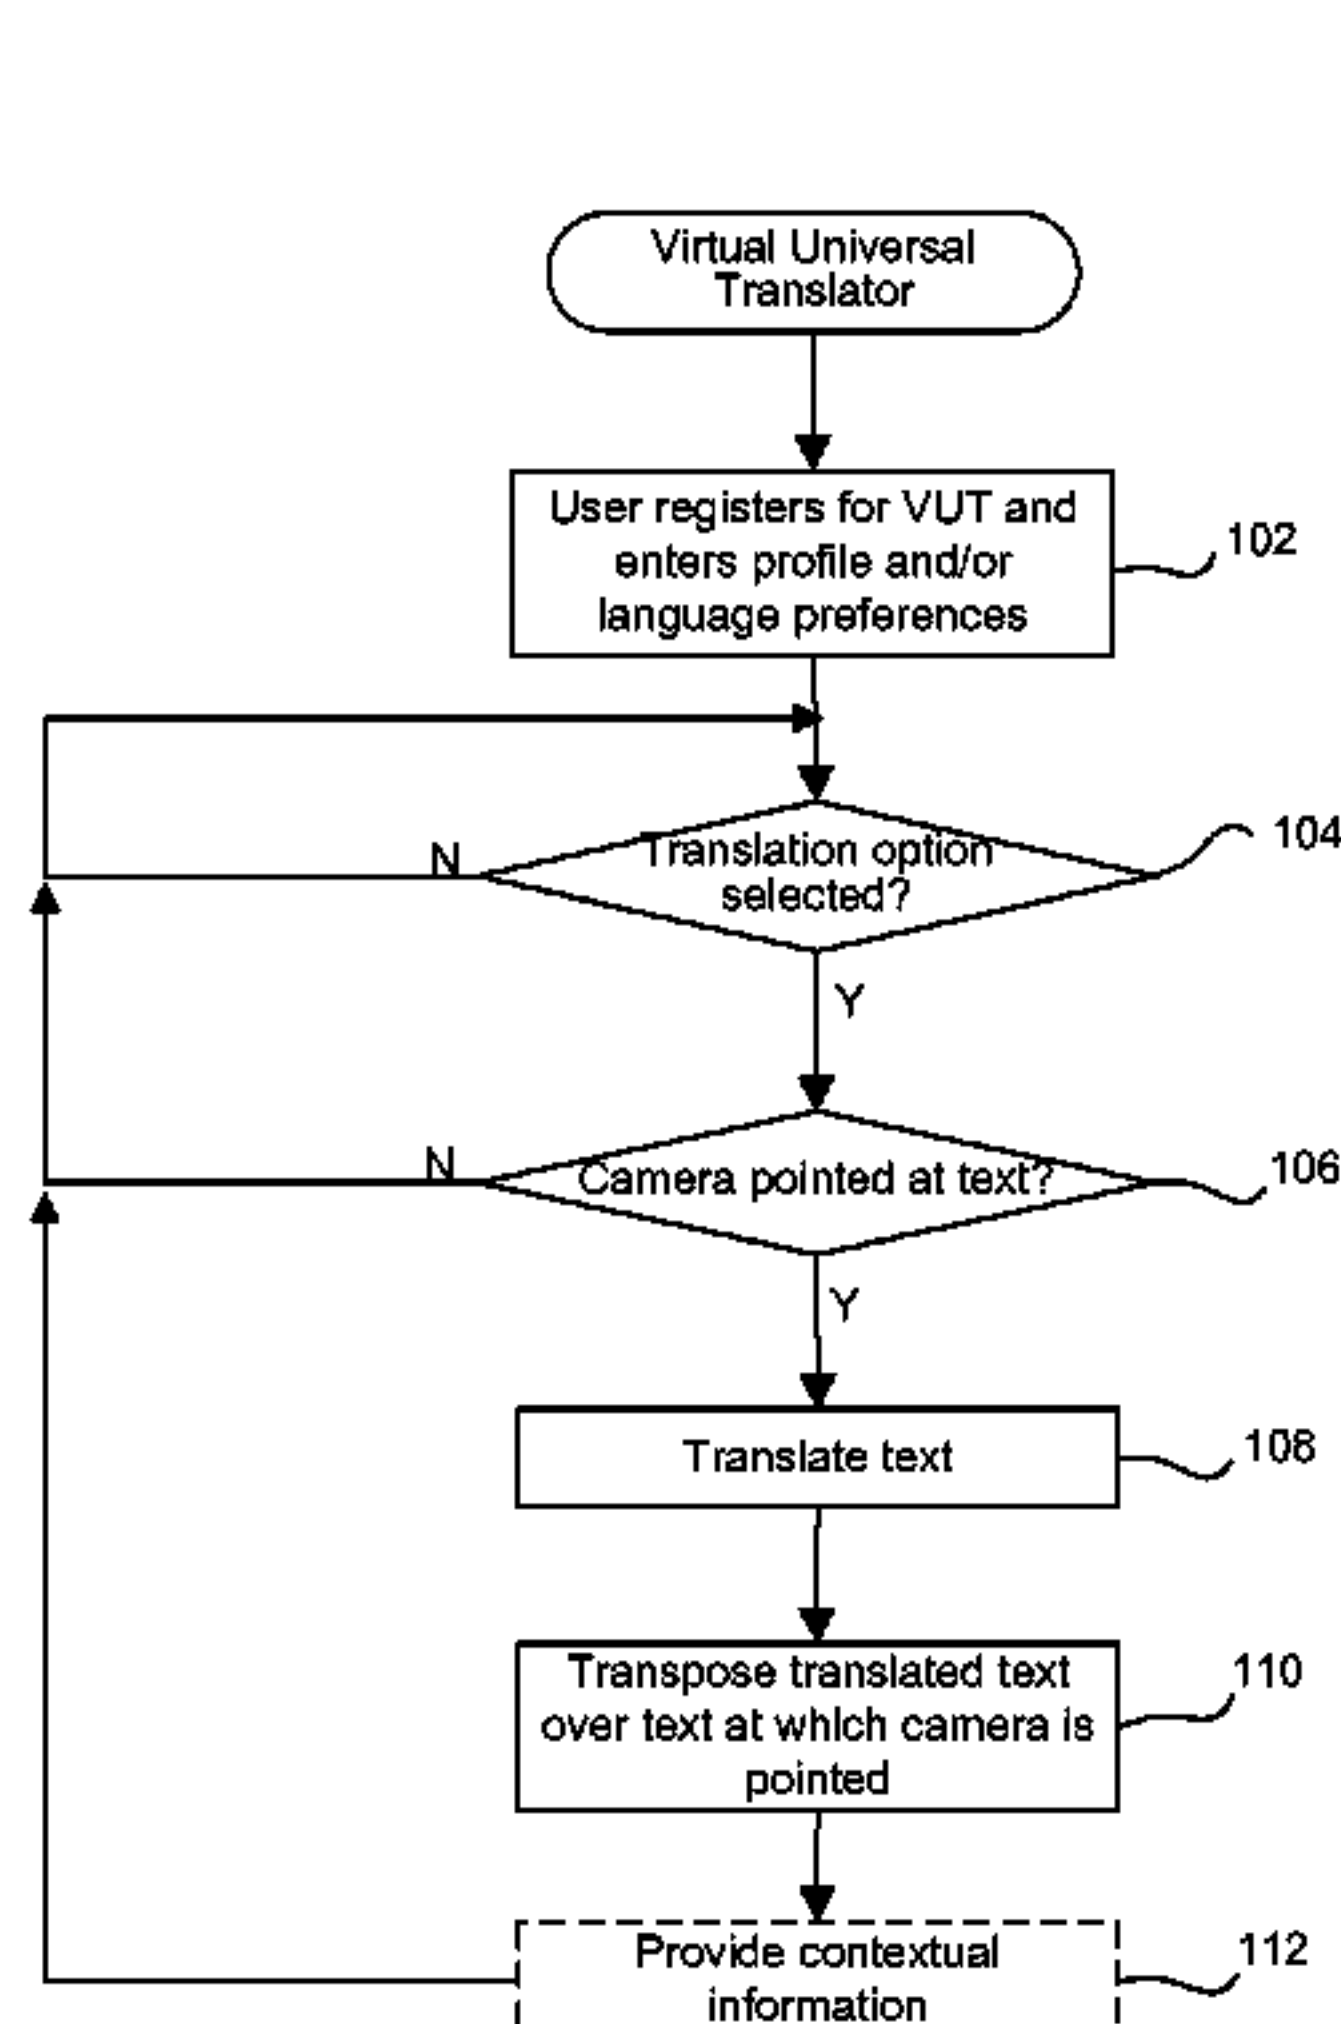 Virtual Universal
Translator
User registers for VUT and
enters profile and/or
language preferences
102
Translation option
selected?
104
N
Y
Camera pointed at text?
106
N
Y
Translate text
108
Transpose translated text
over text at which camera is
pointed
110
Provide contextual
information
112